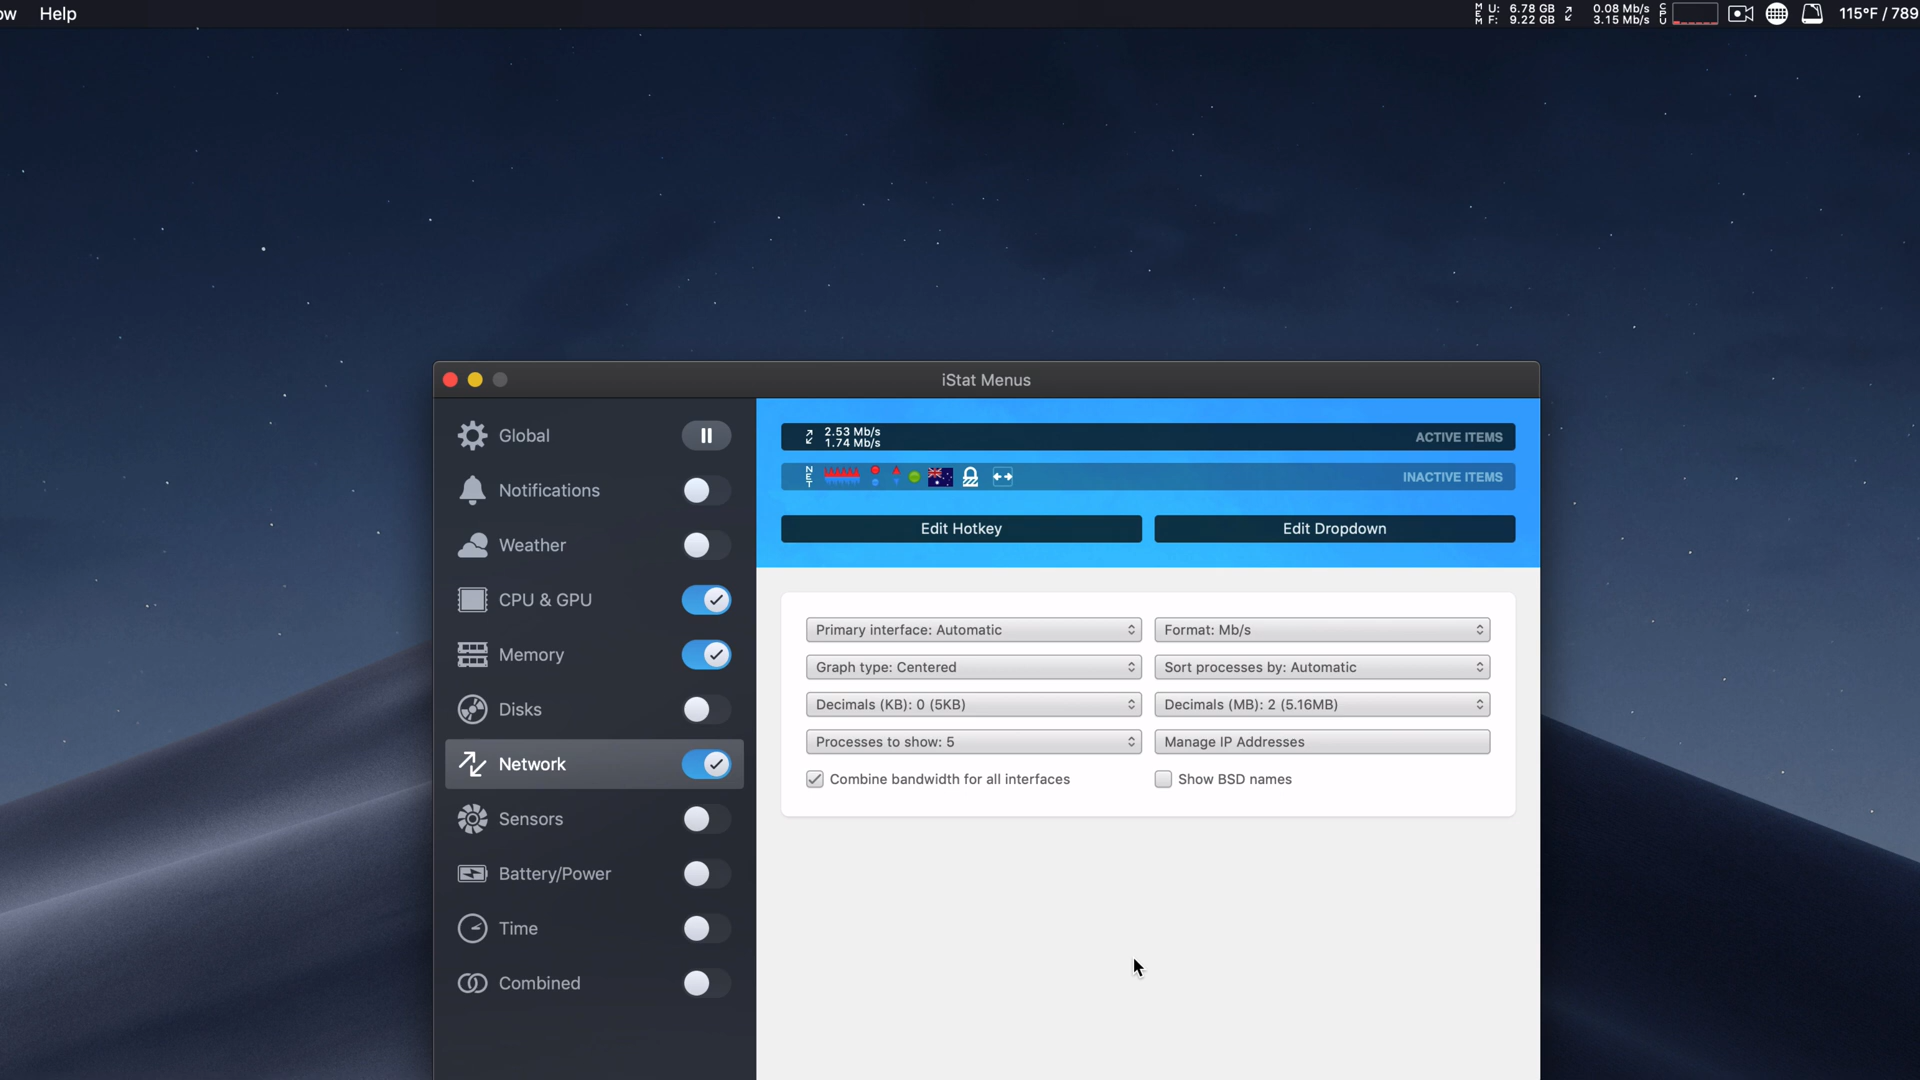 ow Help
MEM U: 6.78 GB 0.08 Mb/s CPU 115°F / 789
F: 9.22 GB 3.15 Mb/s
iStat Menus
Global
Notifications
Weather
CPU & GPU
Memory
Disks
Network
Sensors
Battery/Power
Time
Combined
2.53 Mb/s
1.74 Mb/s
ACTIVE ITEMS
NET
INACTIVE ITEMS
Edit Hotkey Edit Dropdown
Primary interface: Automatic Format: Mb/s
Graph type: Centered Sort processes by: Automatic
Decimals (KB): 0 (5KB) Decimals (MB): 2 (5.16MB)
Processes to show: 5 Manage IP Addresses
Combine bandwidth for all interfaces Show BSD names